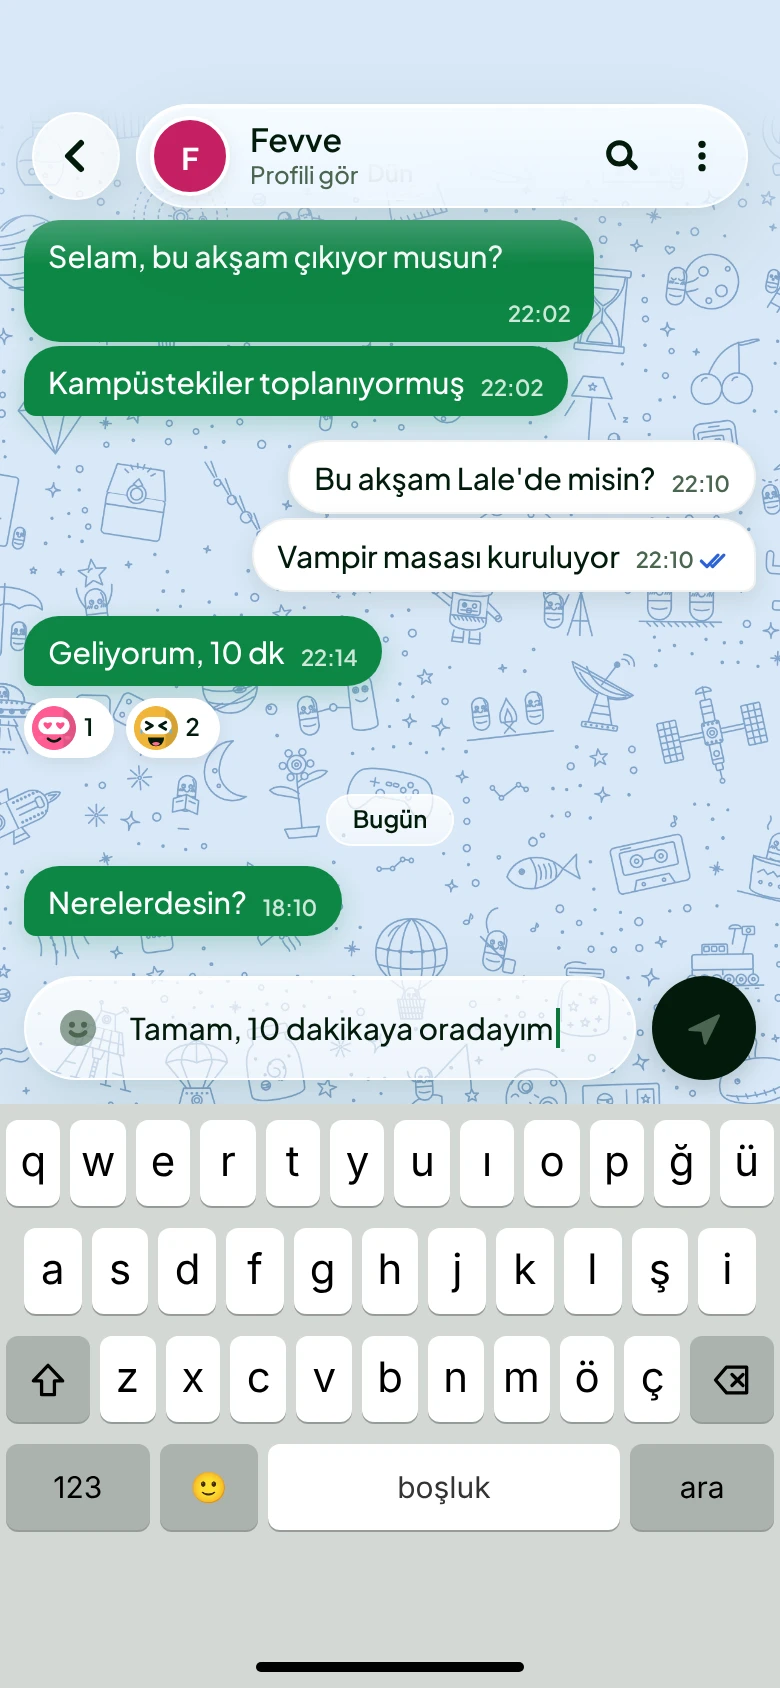 F
Fevve
Profili gör
Dün
Selam, bu akşam çıkıyor musun?
22:02
Kampüstekiler toplanıyormuş 22:02
Bu akşam Lale'de misin? 22:10
Vampir masası kuruluyor 22:10
Geliyorum, 10 dk 22:14
1 2
Bugün
Nerelerdesin? 18:10
Tamam, 10 dakikaya oradayım
q w e r t y u ı o p ğ ü
a s d f g h j k l ş i
z x c v b n m ö ç
123 boşluk ara